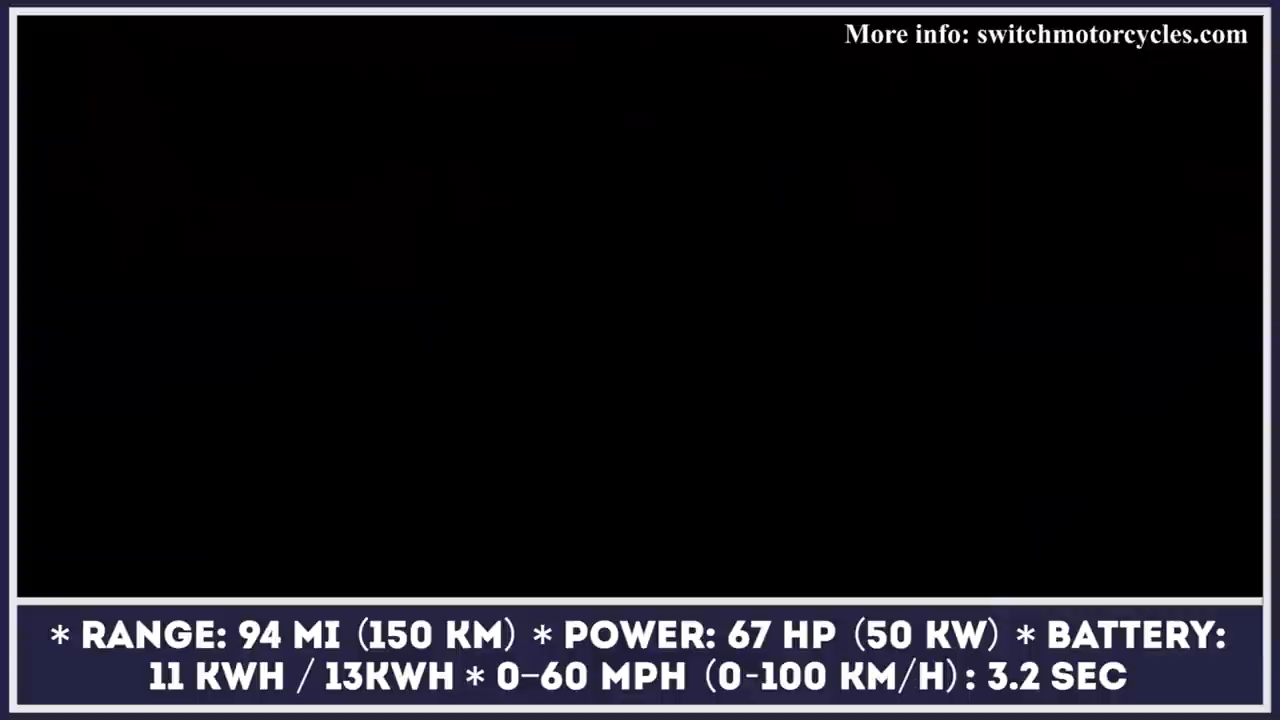 More info: switchmotorcycles.com
* RANGE: 94 MI (150 KM) * POWER: 67 HP (50 KW) * BATTERY:
11 KWH / 13KWH * 0–60 MPH (0-100 KM/H): 3.2 SEC